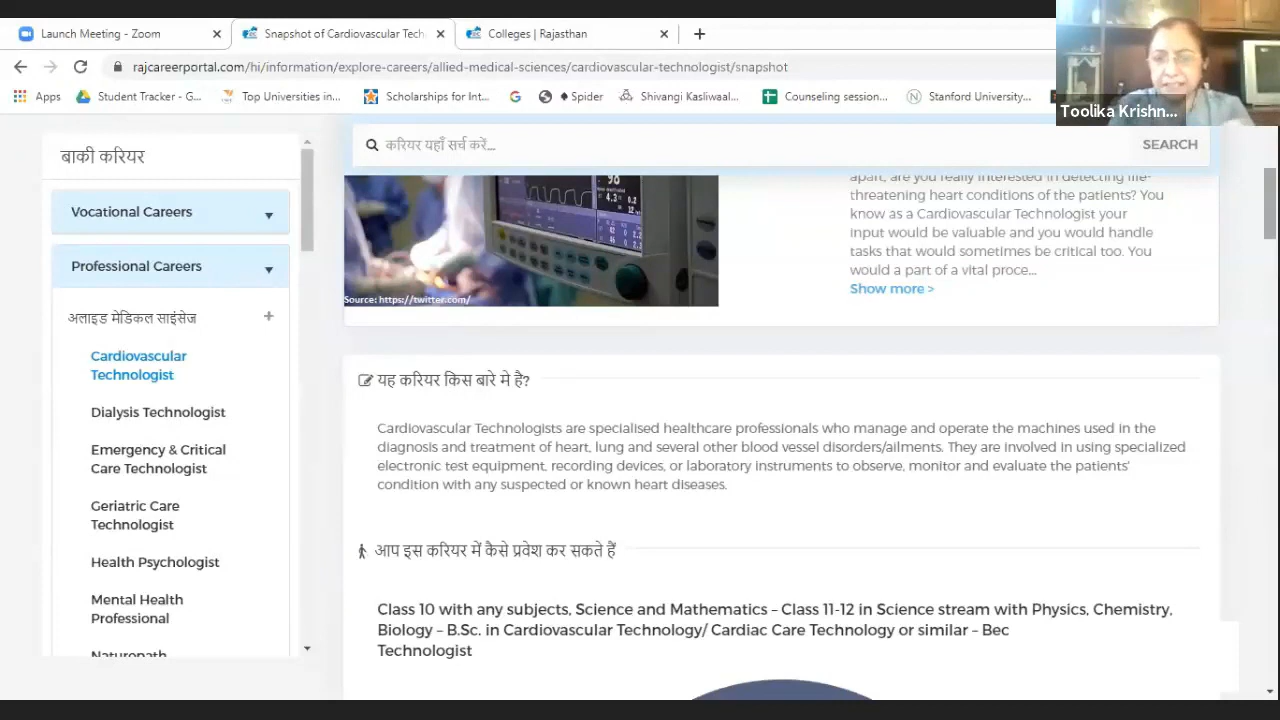 Launch Meeting - Zoom
Snapshot of Cardiovascular Tech
Colleges | Rajasthan
rajcareerportal.com/hi/information/explore-careers/allied-medical-sciences/cardiovascular-technologist/snapshot
Apps
Student Tracker - G...
Top Universities in...
Scholarships for Int...
Spider
Shivangi Kasliwaal...
Counseling session...
Stanford University...
Toolika Krishn...
बाकी करियर
करियर यहाँ सर्च करें...
SEARCH
Vocational Careers
Professional Careers
अलाइड मेडिकल साइंसेज
Cardiovascular
Technologist
Dialysis Technologist
Emergency & Critical
Care Technologist
Geriatric Care
Technologist
Health Psychologist
Mental Health
Professional
Naturopath
98
4.3
Source: https://twitter.com/
apart, are you really interested in detecting life-
threatening heart conditions of the patients? You
know as a Cardiovascular Technologist your
input would be valuable and you would handle
tasks that would sometimes be critical too. You
would a part of a vital proce...
Show more >
यह करियर किस बारे मे है?
Cardiovascular Technologists are specialised healthcare professionals who manage and operate the machines used in the
diagnosis and treatment of heart, lung and several other blood vessel disorders/ailments. They are involved in using specialized
electronic test equipment, recording devices, or laboratory instruments to observe, monitor and evaluate the patients'
condition with any suspected or known heart diseases.
आप इस करियर में कैसे प्रवेश कर सकते हैं
Class 10 with any subjects, Science and Mathematics – Class 11-12 in Science stream with Physics, Chemistry,
Biology – B.Sc. in Cardiovascular Technology/ Cardiac Care Technology or similar – Bec
Technologist